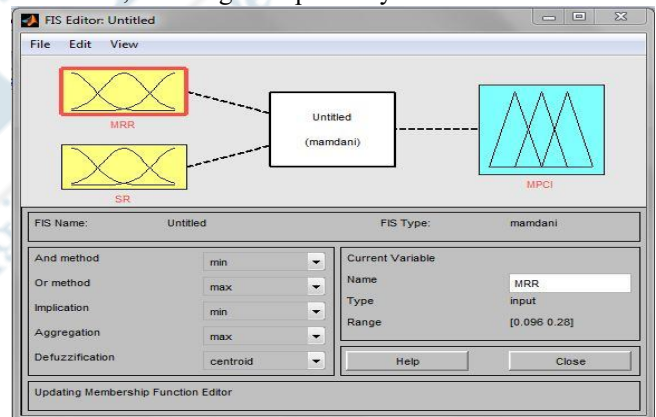 FIS Editor: Untitled
File Edit View
MRR
SR
Untitled
(mamdani)
MPCI
FIS Name: Untitled FIS Type: mamdani
And method min
Or method max
Implication min
Aggregation max
Defuzzification centroid
Current Variable
Name MRR
Type input
Range [0.096 0.28]
Help Close
Updating Membership Function Editor